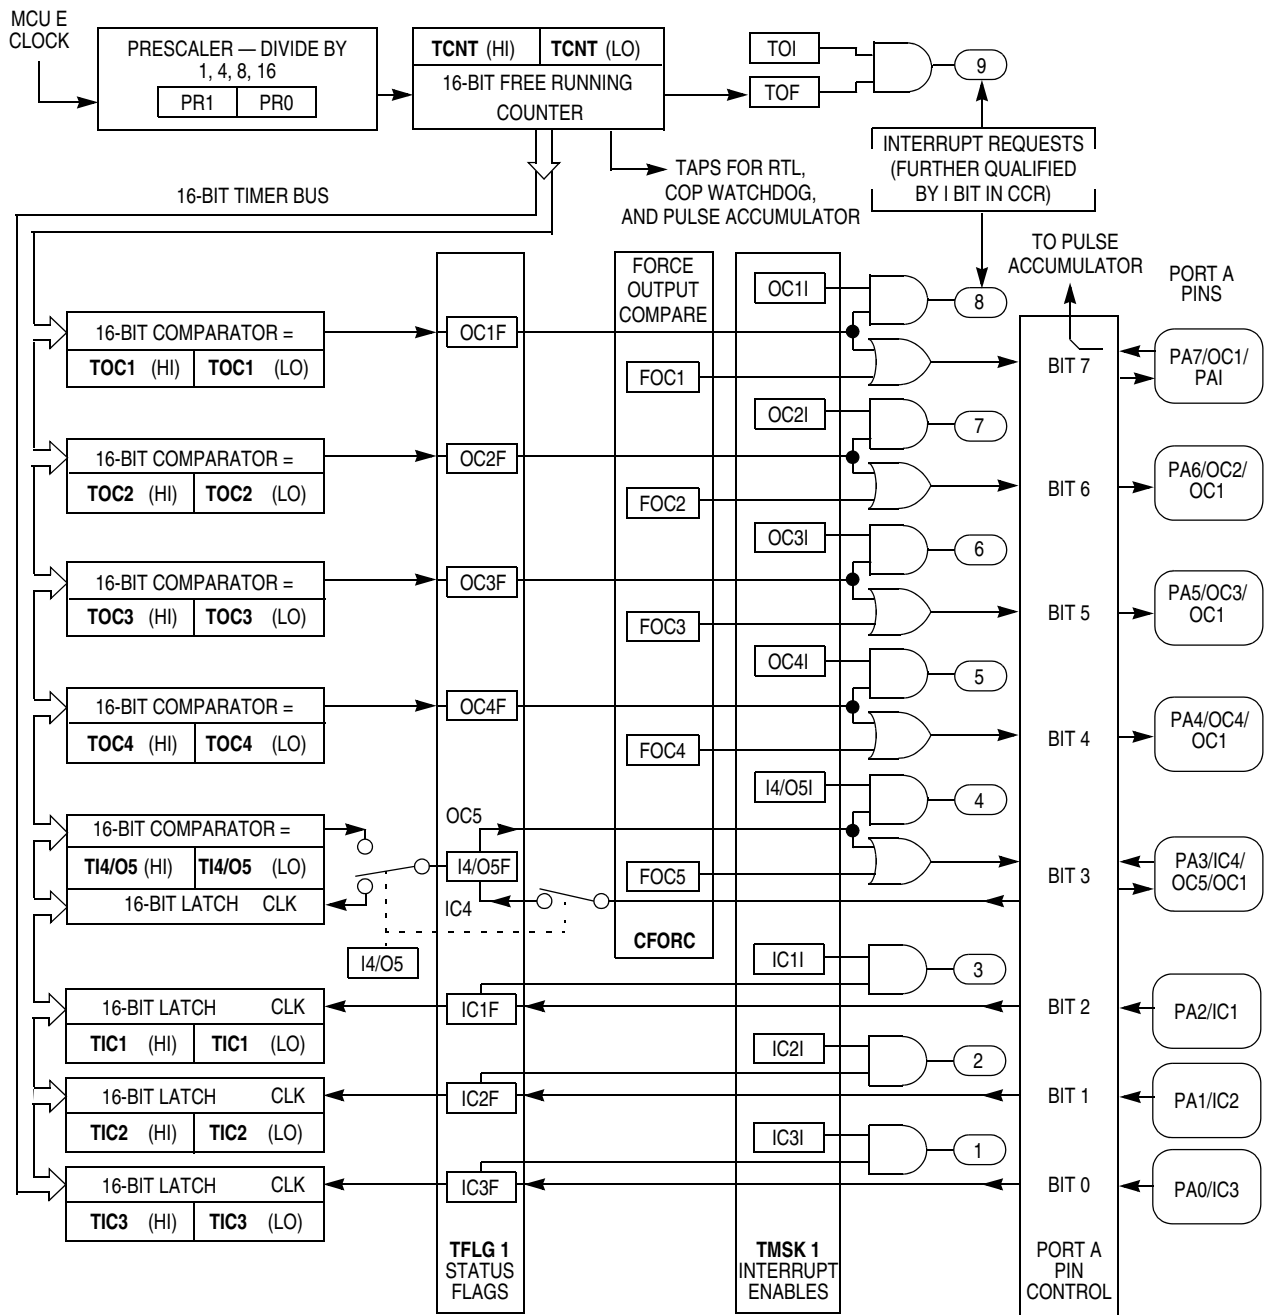 MCU E
CLOCK
PRESCALER — DIVIDE BY
1, 4, 8, 16
PR1 PR0
TCNT (HI) TCNT (LO)
16-BIT FREE RUNNING
COUNTER
TOI
TOF
9
INTERRUPT REQUESTS
(FURTHER QUALIFIED
BY I BIT IN CCR)
TAPS FOR RTL,
COP WATCHDOG,
AND PULSE ACCUMULATOR
16-BIT TIMER BUS
TO PULSE
ACCUMULATOR
PORT A
PINS
FORCE
OUTPUT
COMPARE
OC1I
8
16-BIT COMPARATOR =
TOC1 (HI) TOC1 (LO)
OC1F
FOC1
BIT 7
PA7/OC1/
PAI
OC2I
7
16-BIT COMPARATOR =
TOC2 (HI) TOC2 (LO)
OC2F
FOC2
BIT 6
PA6/OC2/
OC1
OC3I
6
16-BIT COMPARATOR =
TOC3 (HI) TOC3 (LO)
OC3F
FOC3
BIT 5
PA5/OC3/
OC1
OC4I
5
16-BIT COMPARATOR =
TOC4 (HI) TOC4 (LO)
OC4F
FOC4
BIT 4
PA4/OC4/
OC1
I4/O5I
4
16-BIT COMPARATOR =
TI4/O5 (HI) TI4/O5 (LO)
16-BIT LATCH CLK
OC5
I4/O5F
IC4
I4/O5
FOC5
CFORC
BIT 3
PA3/IC4/
OC5/OC1
IC1I
3
16-BIT LATCH CLK
TIC1 (HI) TIC1 (LO)
IC1F
BIT 2
PA2/IC1
IC2I
2
16-BIT LATCH CLK
TIC2 (HI) TIC2 (LO)
IC2F
BIT 1
PA1/IC2
IC3I
1
16-BIT LATCH CLK
TIC3 (HI) TIC3 (LO)
IC3F
BIT 0
PA0/IC3
TFLG 1
STATUS
FLAGS
TMSK 1
INTERRUPT
ENABLES
PORT A
PIN
CONTROL